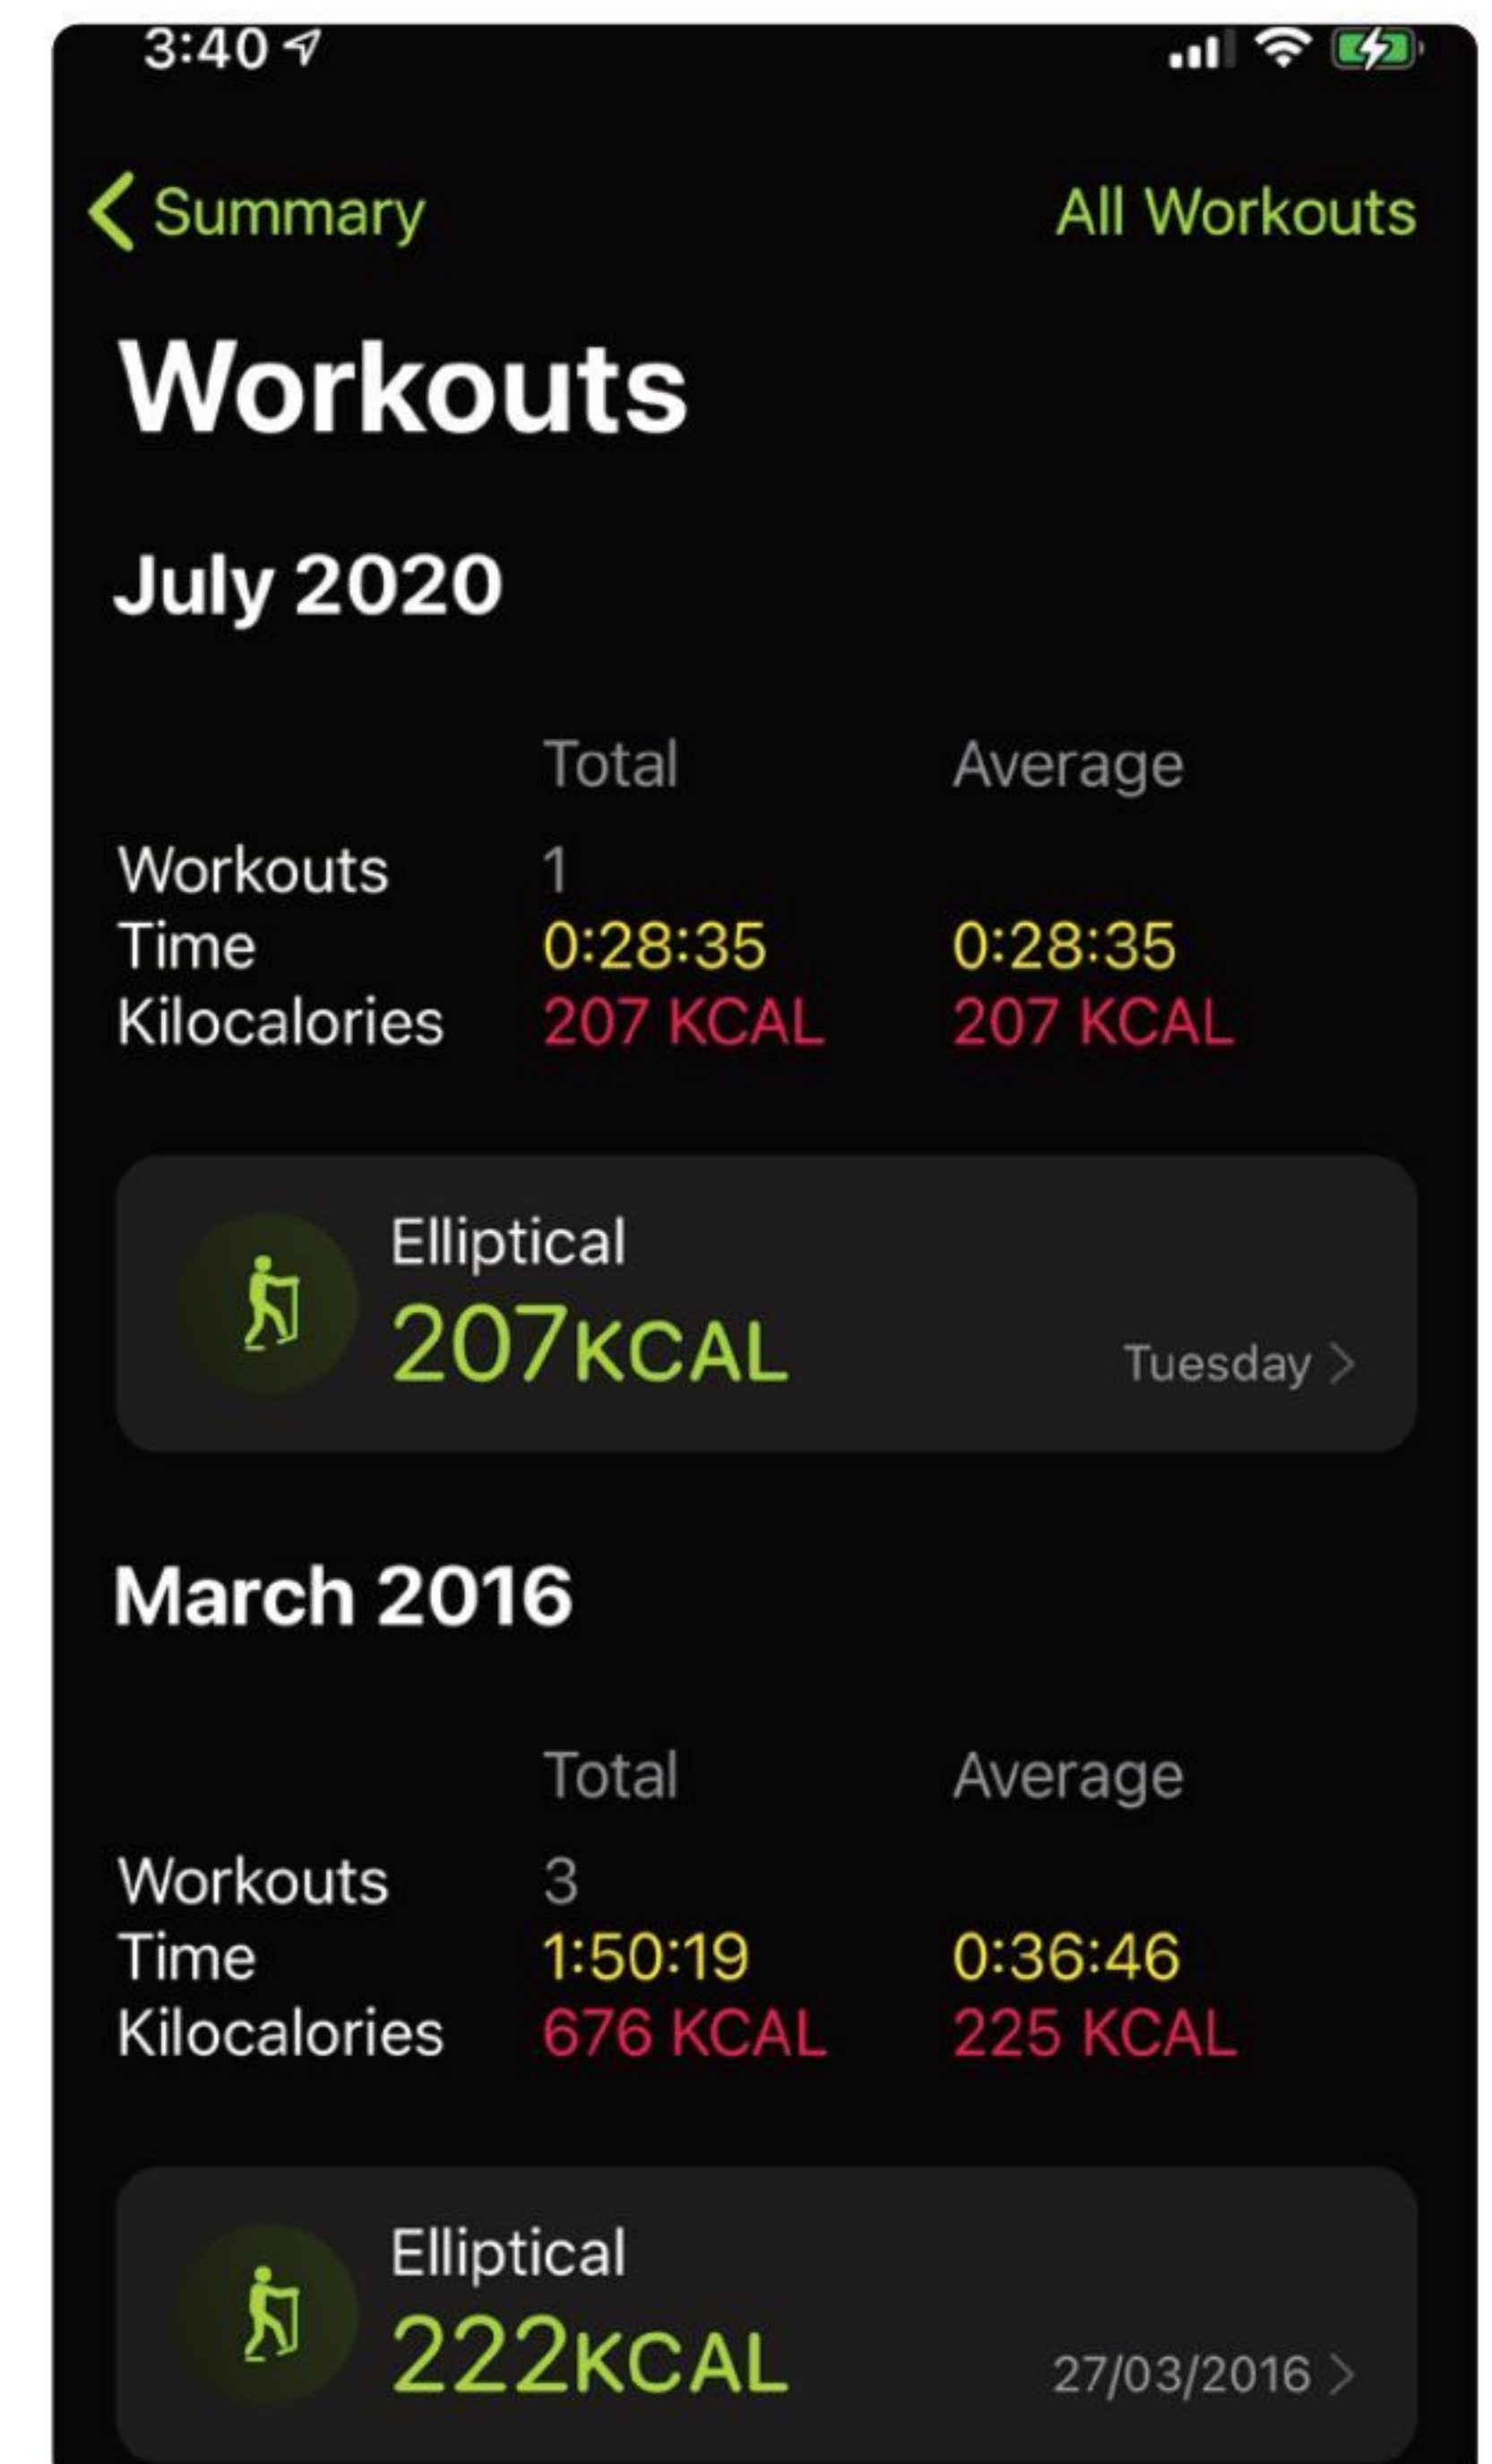 3:40
Summary All Workouts
Workouts
July 2020
Total Average
Workouts 1
Time 0:28:35 0:28:35
Kilocalories 207 KCAL 207 KCAL
Elliptical
207KCAL
Tuesday
March 2016
Total Average
Workouts 3
Time 1:50:19 0:36:46
Kilocalories 676 KCAL 225 KCAL
Elliptical
222KCAL
27/03/2016